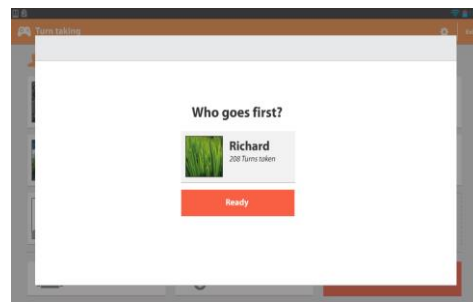 Turn taking
Who goes first?
Richard
208 Turns taken
Ready